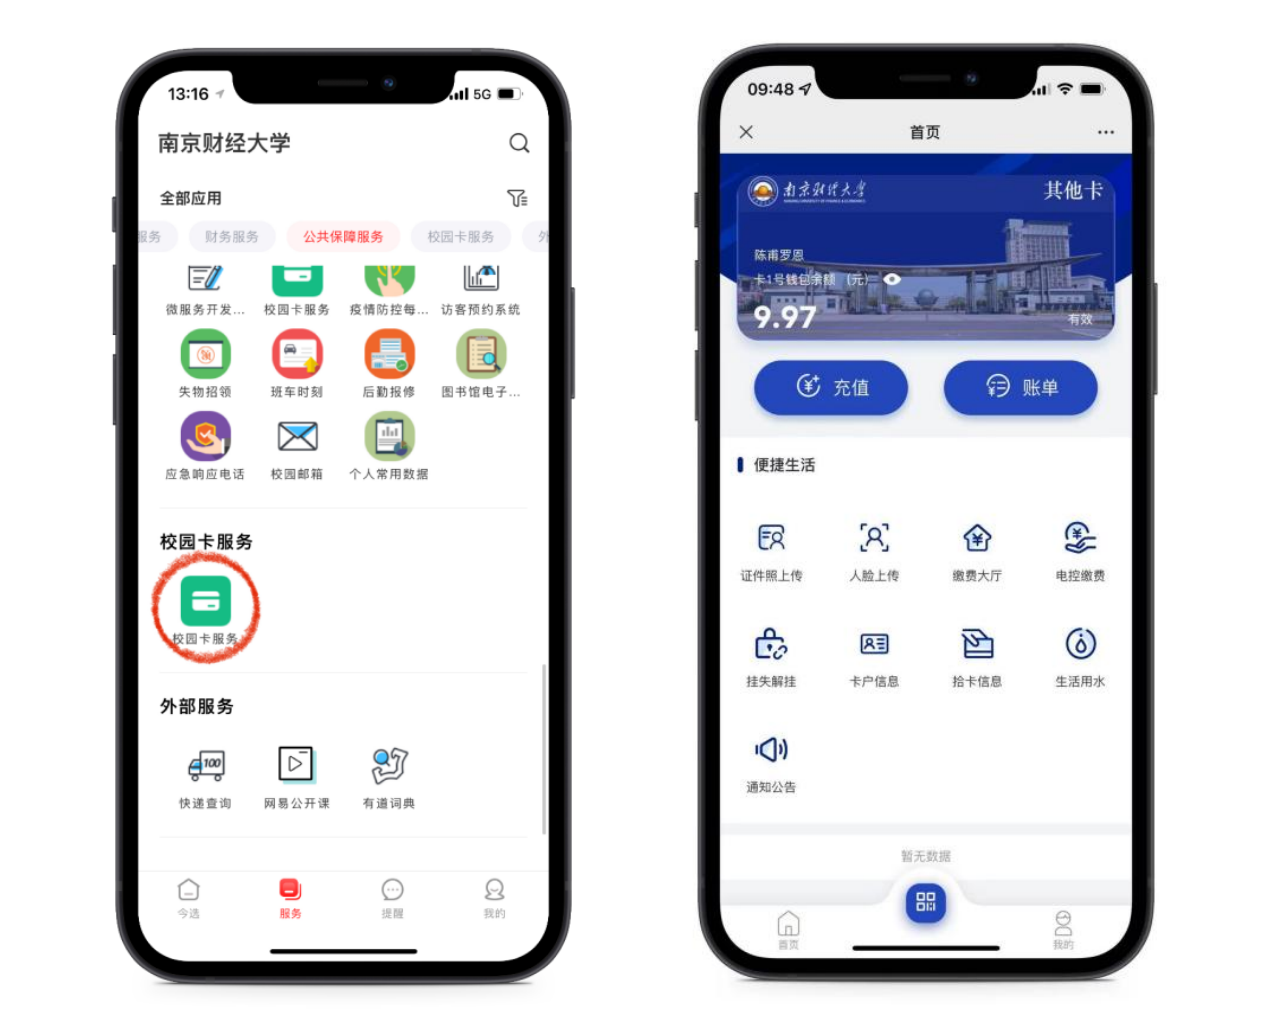 13:16
5G
南京财经大学
全部应用
服务
财务服务
公共保障服务
校园卡服务
外
微服务开发...
校园卡服务
疫情防控每...
访客预约系统
失物招领
班车时刻
后勤报修
图书馆电子...
应急响应电话
校园邮箱
个人常用数据
校园卡服务
校园卡服务
外部服务
100
快递查询
网易公开课
有道词典
今选
服务
提醒
我的
09:48
首页
南京财经大学
NANJING UNIVERSITY OF FINANCE & ECONOMICS
其他卡
陈甫罗恩
卡1号钱包余额（元）
9.97
有效
充值
账单
便捷生活
证件照上传
人脸上传
缴费大厅
电控缴费
挂失解挂
卡户信息
拾卡信息
生活用水
通知公告
暂无数据
首页
我的